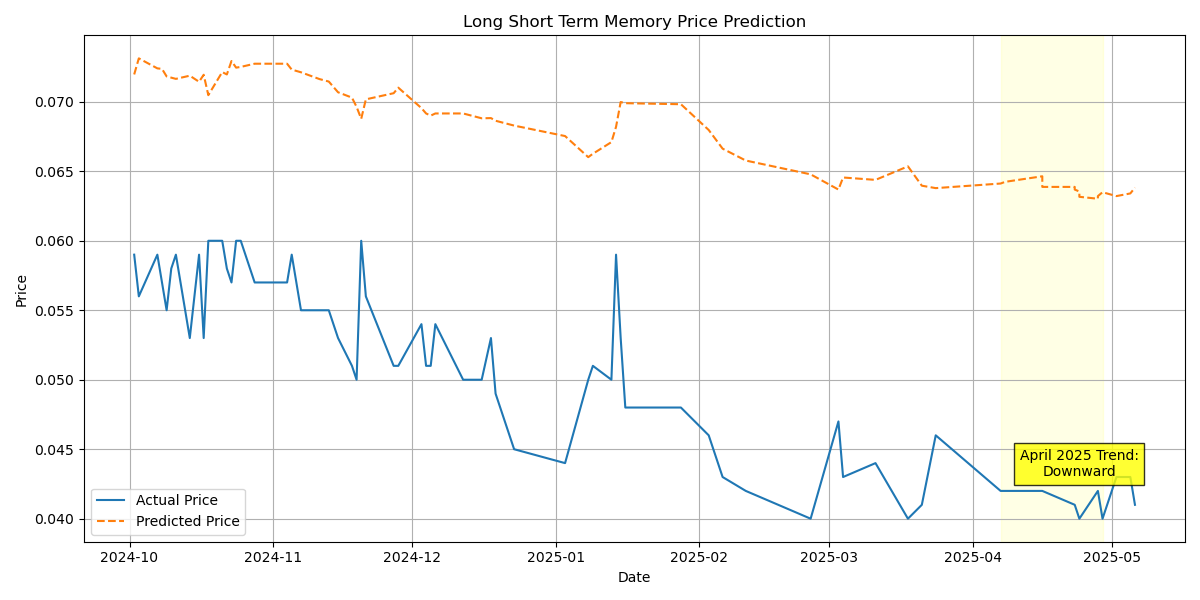 Long Short Term Memory Price Prediction
Price
0.070
0.065
0.060
0.055
0.050
0.045
0.040
April 2025 Trend:
Downward
Actual Price
Predicted Price
2024-10 2024-11 2024-12 2025-01 2025-02 2025-03 2025-04 2025-05
Date